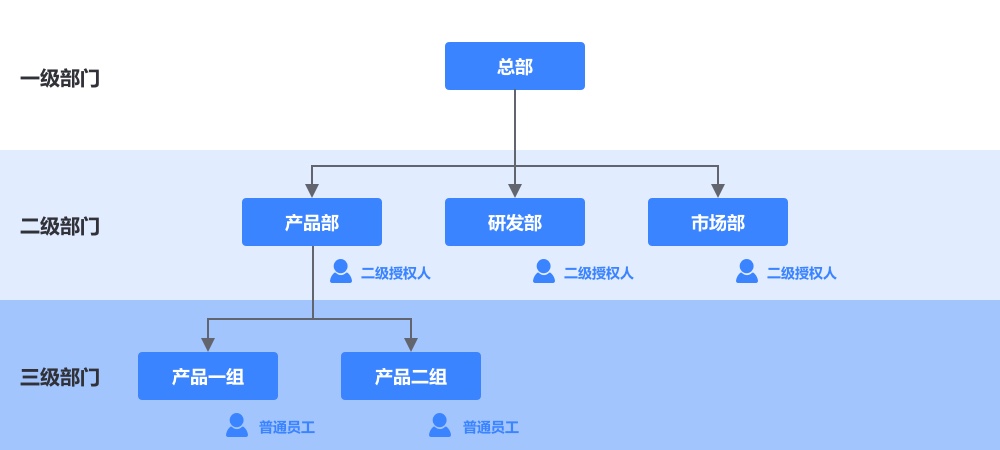 一级部门
总部
二级部门
产品部
研发部
市场部
二级授权人
二级授权人
二级授权人
三级部门
产品一组
产品二组
普通员工
普通员工